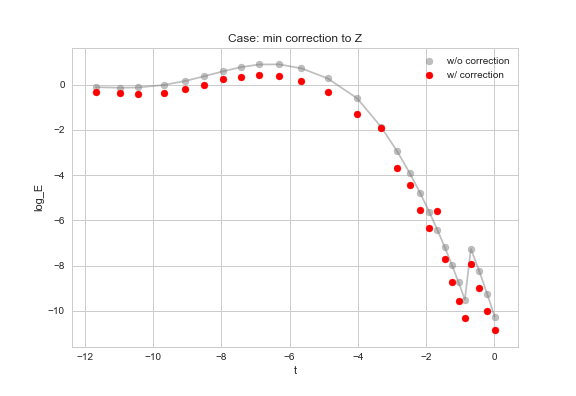 Case: min correction to Z
w/o correction
w/ correction
0
−2
−4
−6
−8
−10
log_E
−12 −10 −8 −6 −4 −2 0
t